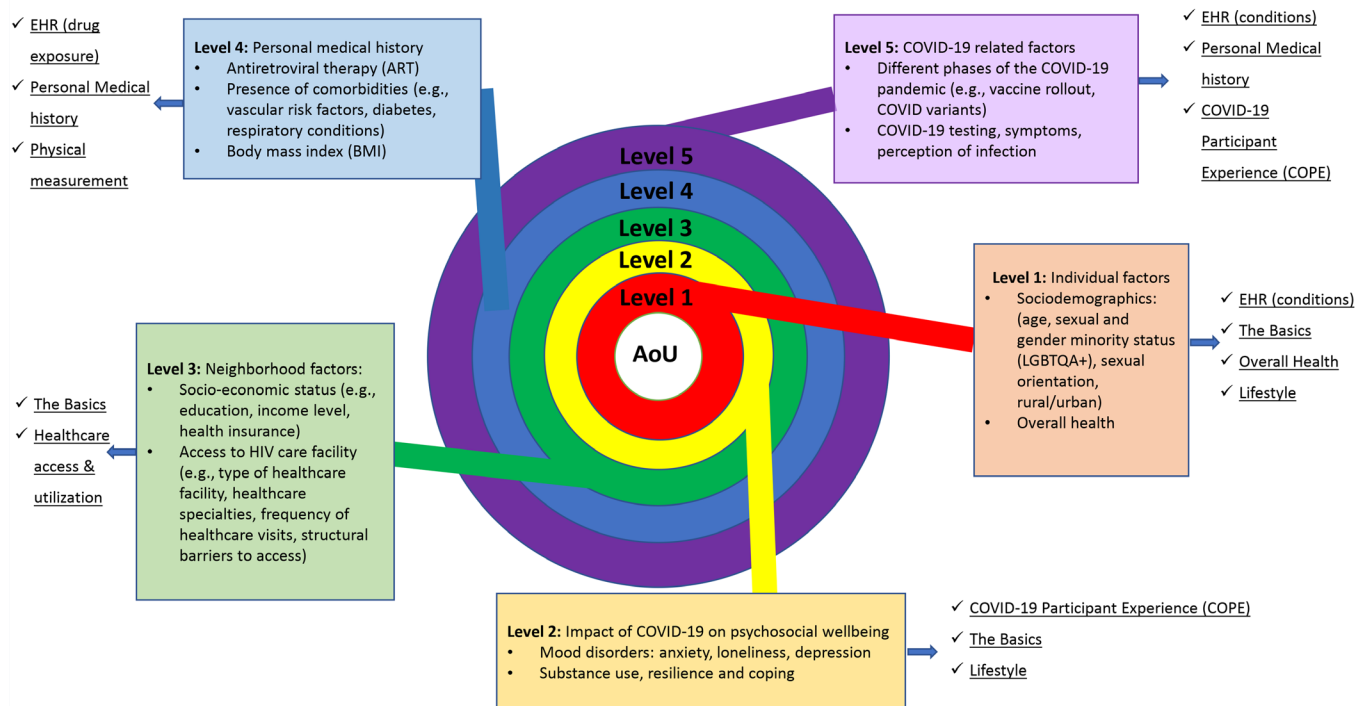 ✓ EHR (drug
exposure)
✓ Personal Medical
history
✓ Physical
measurement
Level 4: Personal medical history
• Antiretroviral therapy (ART)
• Presence of comorbidities (e.g.,
vascular risk factors, diabetes,
respiratory conditions)
• Body mass index (BMI)
Level 5: COVID-19 related factors
• Different phases of the COVID-19
pandemic (e.g., vaccine rollout,
COVID variants)
• COVID-19 testing, symptoms,
perception of infection
✓ EHR (conditions)
✓ Personal Medical
history
✓ COVID-19
Participant
Experience (COPE)
Level 5
Level 4
Level 3
Level 2
Level 1
AoU
Level 1: Individual factors
• Sociodemographics:
(age, sexual and
gender minority status
(LGBTQA+), sexual
orientation,
rural/urban)
• Overall health
✓ EHR (conditions)
✓ The Basics
✓ Overall Health
✓ Lifestyle
✓ The Basics
✓ Healthcare
access &
utilization
Level 3: Neighborhood factors:
• Socio-economic status (e.g.,
education, income level,
health insurance)
• Access to HIV care facility
(e.g., type of healthcare
facility, healthcare
specialties, frequency of
healthcare visits, structural
barriers to access)
Level 2: Impact of COVID-19 on psychosocial wellbeing
• Mood disorders: anxiety, loneliness, depression
• Substance use, resilience and coping
✓ COVID-19 Participant Experience (COPE)
✓ The Basics
✓ Lifestyle